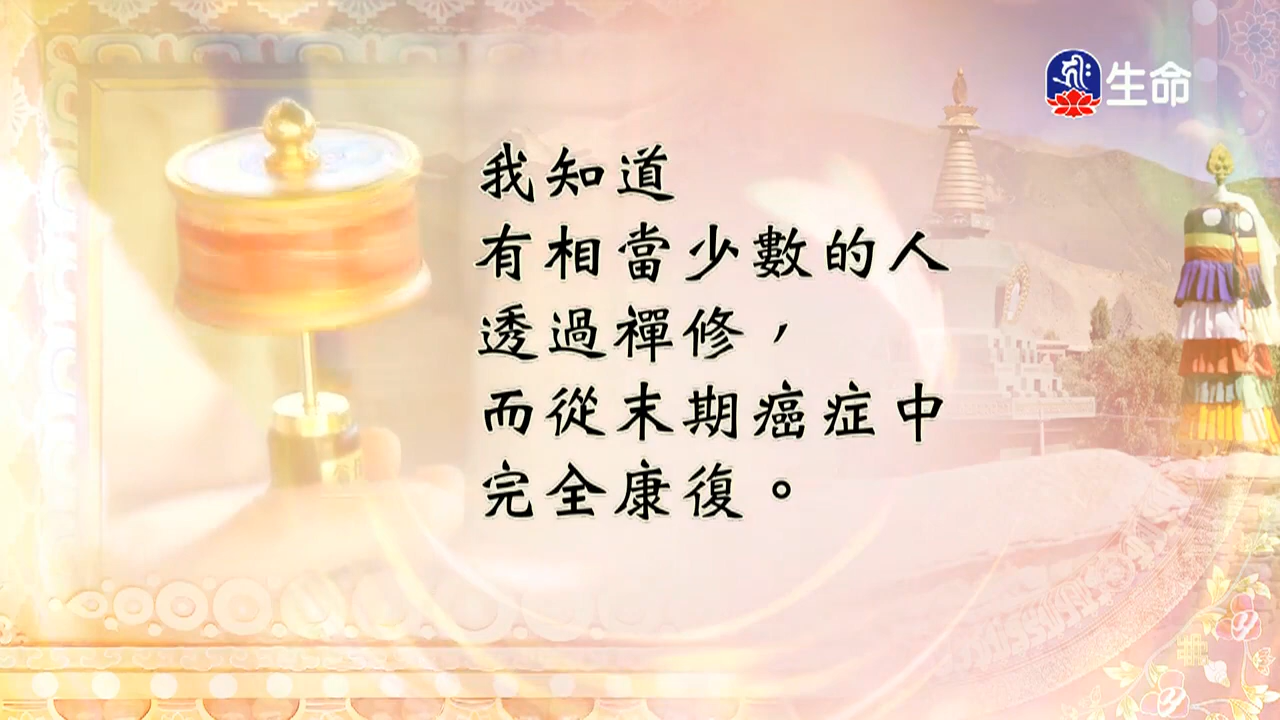 生命
我知道
有相當少數的人
透過禪修，
而從末期癌症中
完全康復。